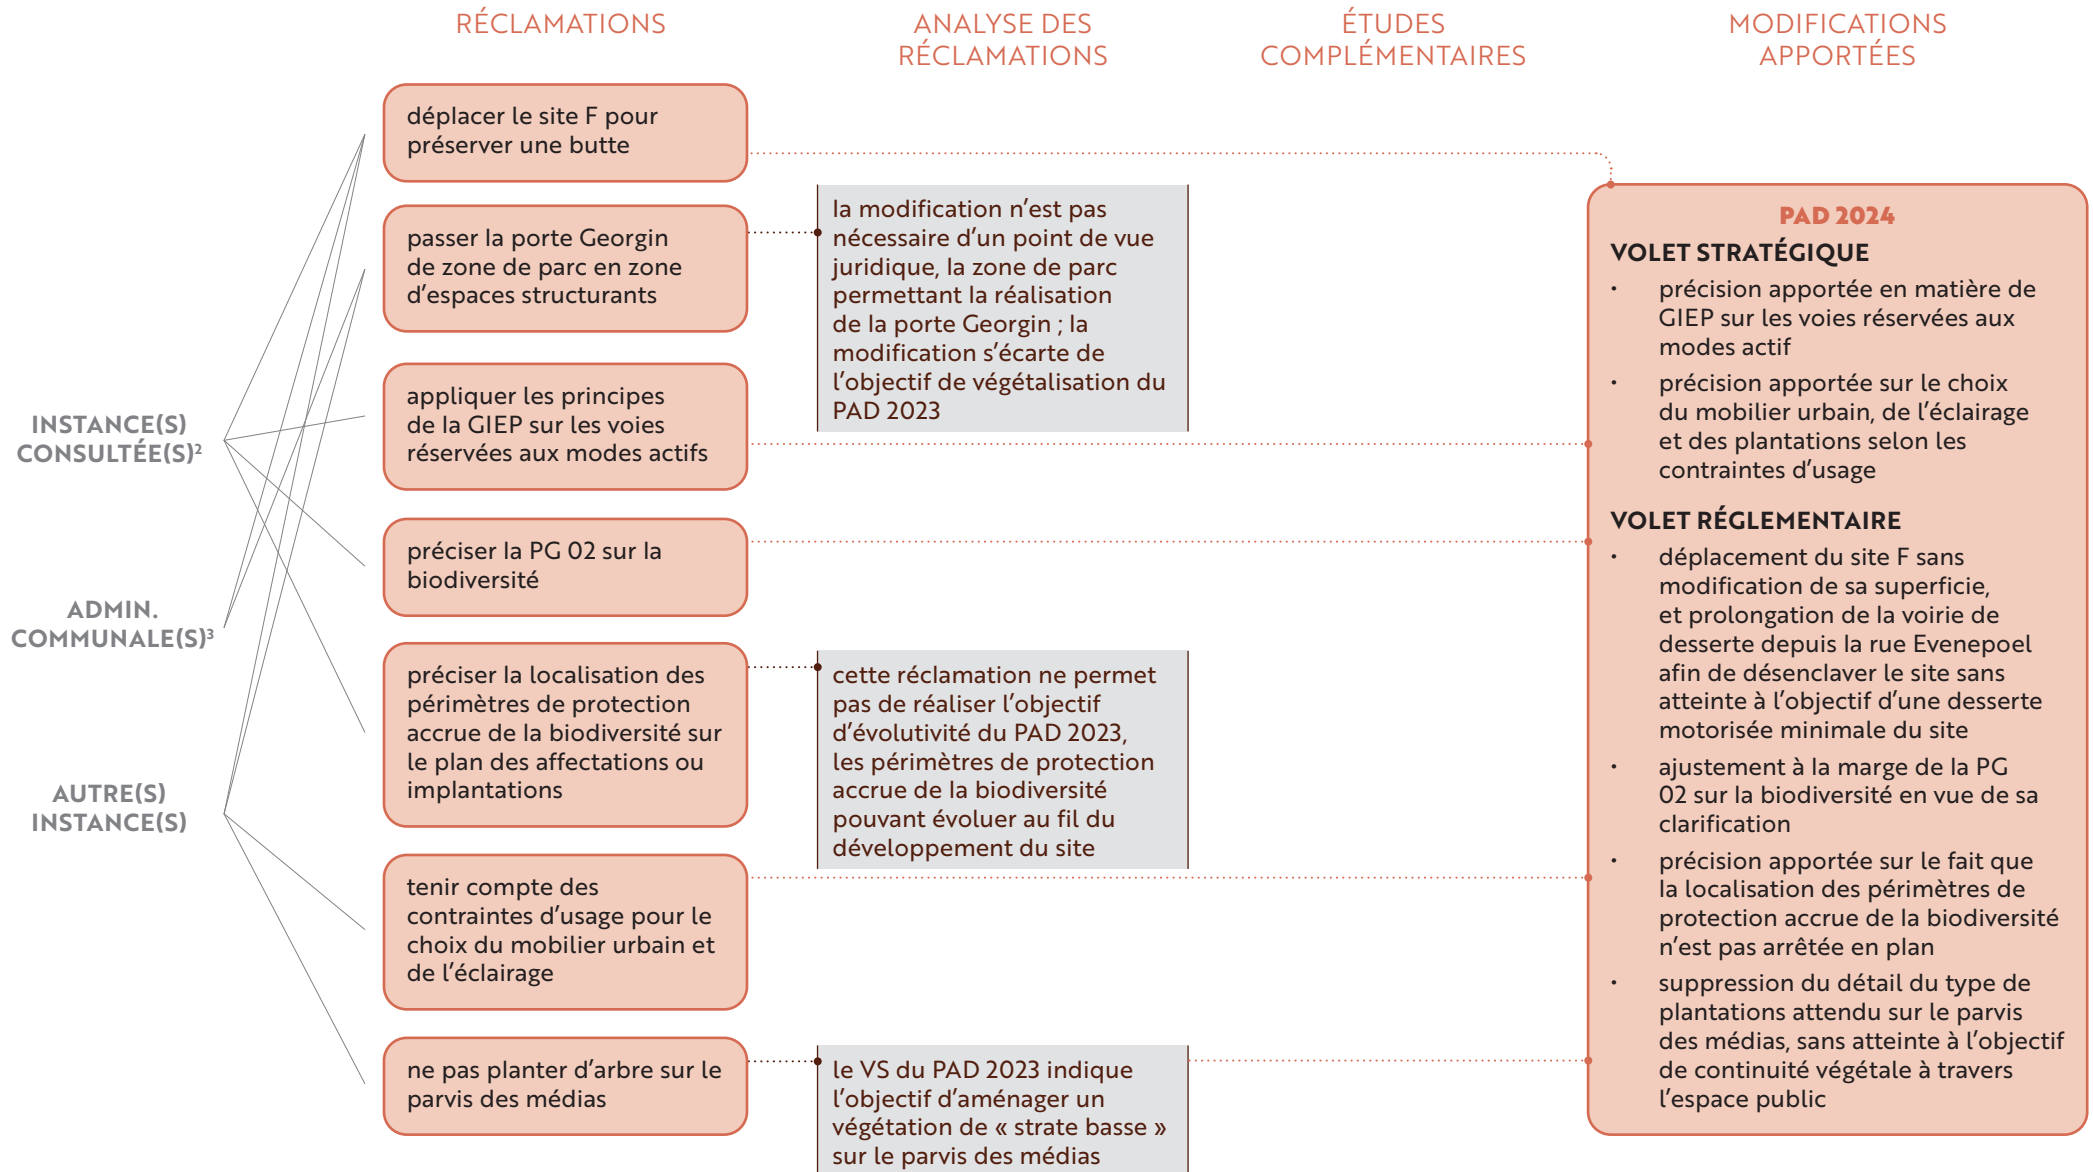 RÉCLAMATIONS
ANALYSE DES
RÉCLAMATIONS
ÉTUDES
COMPLÉMENTAIRES
MODIFICATIONS
APPORTÉES
INSTANCE(S)
CONSULTÉE(S)²
ADMIN.
COMMUNALE(S)³
AUTRE(S)
INSTANCE(S)
déplacer le site F pour
préserver une butte
passer la porte Georgin
de zone de parc en zone
d'espaces structurants
appliquer les principes
de la GIEP sur les voies
réservées aux modes actifs
préciser la PG 02 sur la
biodiversité
préciser la localisation des
périmètres de protection
accrue de la biodiversité sur
le plan des affectations ou
implantations
tenir compte des
contraintes d'usage pour le
choix du mobilier urbain et
de l'éclairage
ne pas planter d'arbre sur le
parvis des médias
la modification n'est pas
nécessaire d'un point de vue
juridique, la zone de parc
permettant la réalisation
de la porte Georgin ; la
modification s'écarte de
l'objectif de végétalisation du
PAD 2023
cette réclamation ne permet
pas de réaliser l'objectif
d'évolutivité du PAD 2023,
les périmètres de protection
accrue de la biodiversité
pouvant évoluer au fil du
développement du site
le VS du PAD 2023 indique
l'objectif d'aménager un
végétation de « strate basse »
sur le parvis des médias
PAD 2024
VOLET STRATÉGIQUE
• précision apportée en matière de
GIEP sur les voies réservées aux
modes actif
• précision apportée sur le choix
du mobilier urbain, de l'éclairage
et des plantations selon les
contraintes d'usage
VOLET RÉGLEMENTAIRE
• déplacement du site F sans
modification de sa superficie,
et prolongation de la voirie de
desserte depuis la rue Evenepoel
afin de désenclaver le site sans
atteinte à l'objectif d'une desserte
motorisée minimale du site
• ajustement à la marge de la PG
02 sur la biodiversité en vue de sa
clarification
• précision apportée sur le fait que
la localisation des périmètres de
protection accrue de la biodiversité
n'est pas arrêtée en plan
• suppression du détail du type de
plantations attendu sur le parvis
des médias, sans atteinte à l'objectif
de continuité végétale à travers
l'espace public